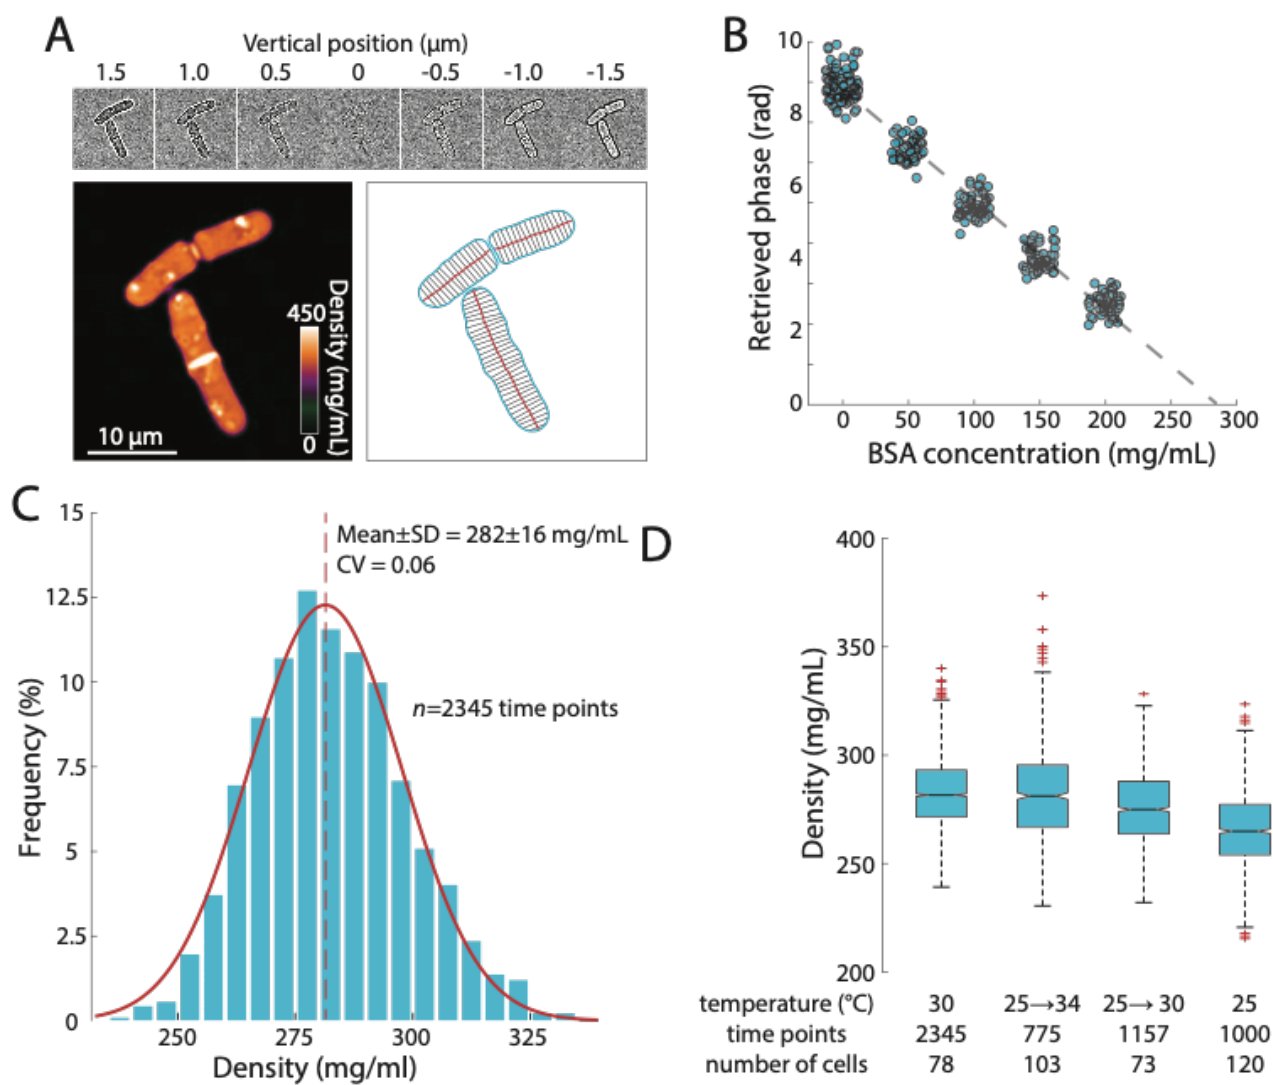 A
Vertical position (µm)
1.5 1.0 0.5 0 -0.5 -1.0 -1.5
450
0
Density (mg/mL)
10 µm
B
10
8
6
4
2
0
Retrieved phase (rad)
0 50 100 150 200 250 300
BSA concentration (mg/mL)
C
15
12.5
10
7.5
5
2.5
0
Frequency (%)
Mean±SD = 282±16 mg/mL
CV = 0.06
n=2345 time points
250 275 300 325
Density (mg/ml)
D
400
350
300
250
200
Density (mg/mL)
temperature (°C) 30 25→34 25→30 25
time points 2345 775 1157 1000
number of cells 78 103 73 120